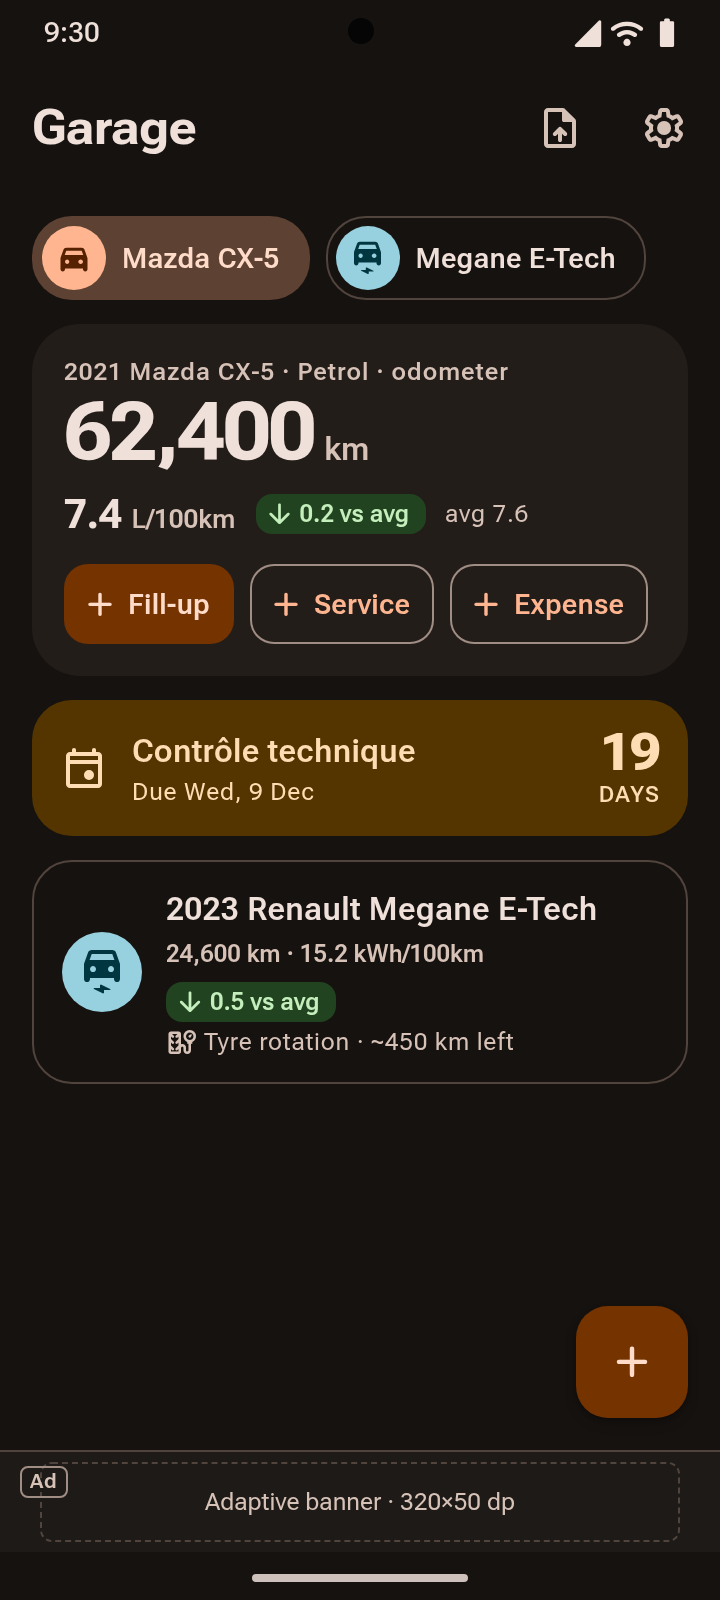 9:30
Garage
Mazda CX-5
Megane E-Tech
2021 Mazda CX-5 · Petrol · odometer
62,400 km
7.4 L/100km 0.2 vs avg avg 7.6
Fill-up
Service
Expense
Contrôle technique
Due Wed, 9 Dec
19
DAYS
2023 Renault Megane E-Tech
24,600 km · 15.2 kWh/100km
0.5 vs avg
Tyre rotation · ~450 km left
Ad
Adaptive banner · 320×50 dp